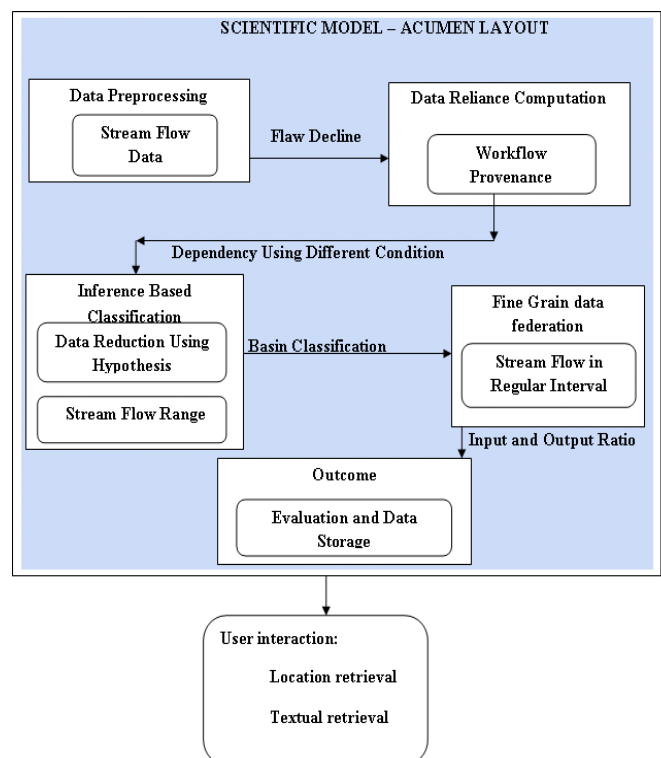 SCIENTIFIC MODEL – ACUMEN LAYOUT
Data Preprocessing
Stream Flow
Data
Flaw Decline
Data Reliance Computation
Workflow
Provenance
Dependency Using Different Condition
Inference Based
Classification
Data Reduction Using
Hypothesis
Stream Flow Range
Basin Classification
Fine Grain data
federation
Stream Flow in
Regular Interval
Input and Output Ratio
Outcome
Evaluation and Data
Storage
User interaction:
Location retrieval
Textual retrieval